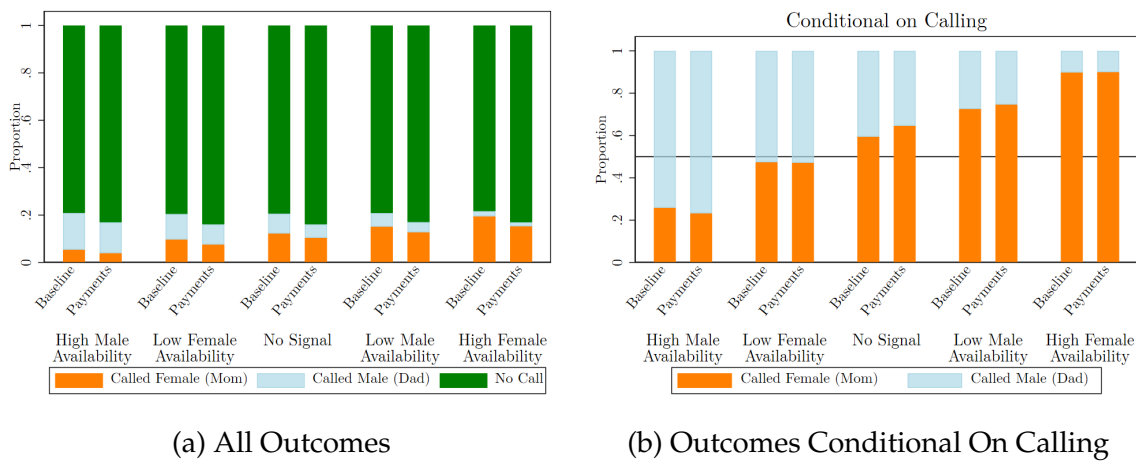 Conditional on Calling
Proportion
0 .2 .4 .6 .8 1
Baseline Payments Baseline Payments Baseline Payments Baseline Payments Baseline Payments
High Male Availability
Low Female Availability
No Signal
Low Male Availability
High Female Availability
Called Female (Mom) Called Male (Dad) No Call
Proportion
0 .2 .4 .6 .8 1
Baseline Payments Baseline Payments Baseline Payments Baseline Payments Baseline Payments
High Male Availability
Low Female Availability
No Signal
Low Male Availability
High Female Availability
Called Female (Mom) Called Male (Dad)
(a) All Outcomes
(b) Outcomes Conditional On Calling